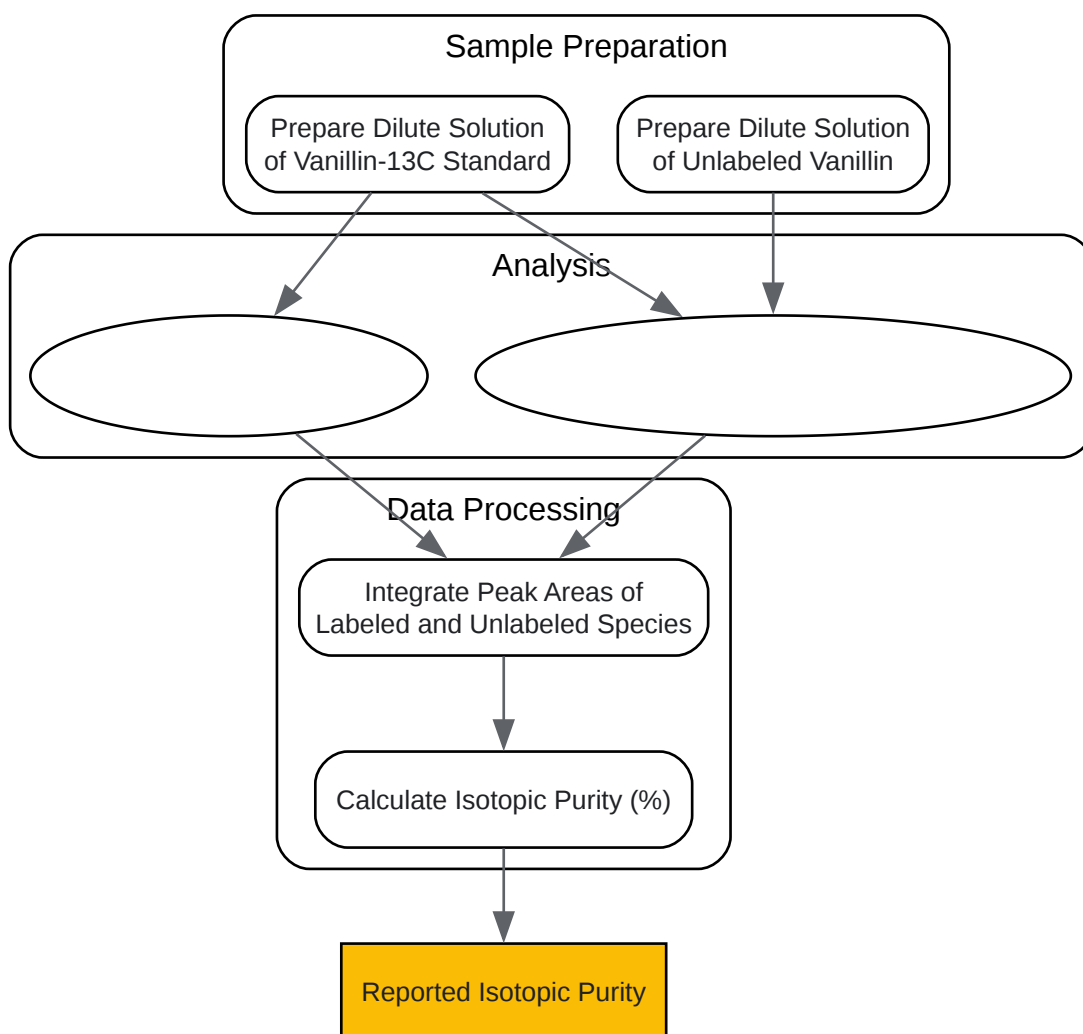 Sample Preparation
Prepare Dilute Solution
of Vanillin-13C Standard
Prepare Dilute Solution
of Unlabeled Vanillin
Analysis
Data Processing
Integrate Peak Areas of
Labeled and Unlabeled Species
Calculate Isotopic Purity (%)
Reported Isotopic Purity